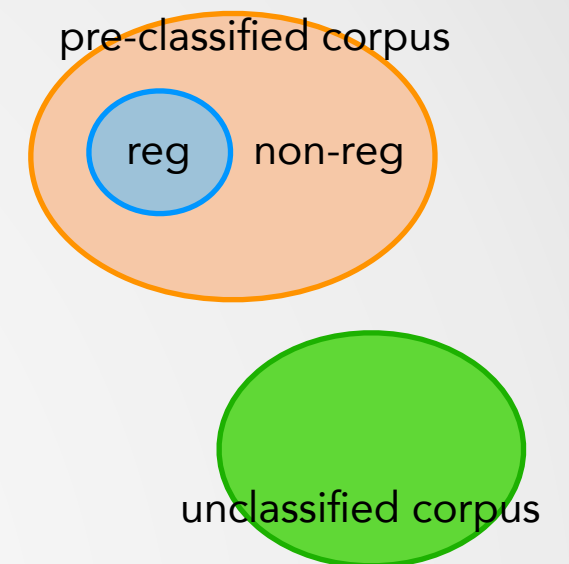 pre-classified corpus
reg non-reg
unclassified corpus